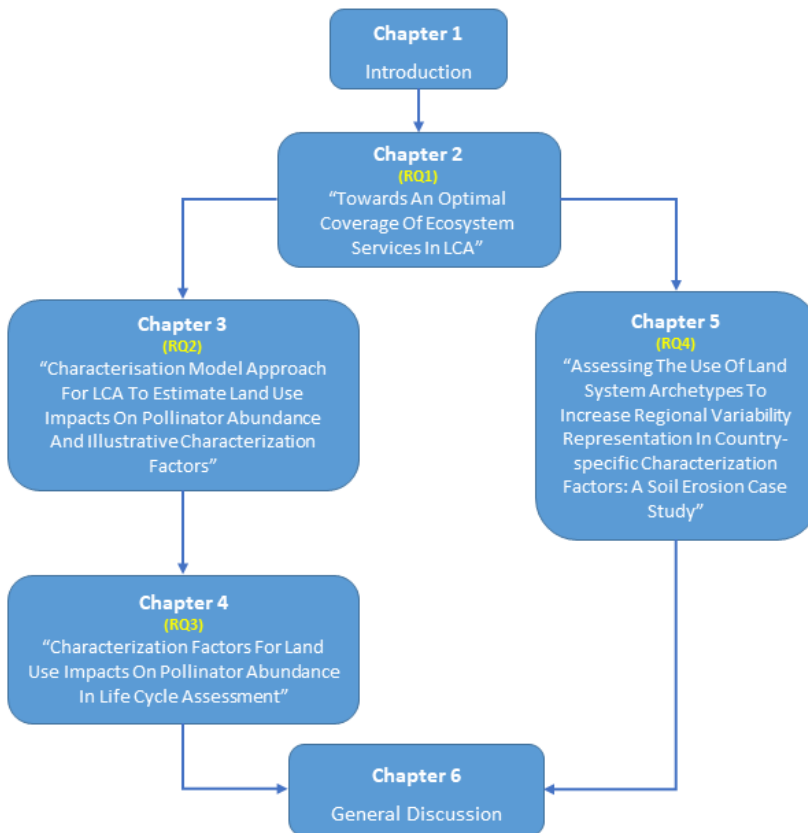 Chapter 1
Introduction
Chapter 2
(RQ1)
“Towards An Optimal
Coverage Of Ecosystem
Services In LCA”
Chapter 3
(RQ2)
“Characterisation Model Approach
For LCA To Estimate Land Use
Impacts On Pollinator Abundance
And Illustrative Characterization
Factors”
Chapter 5
(RQ4)
“Assessing The Use Of Land
System Archetypes To
Increase Regional Variability
Representation In Country-
specific Characterization
Factors: A Soil Erosion Case
Study”
Chapter 4
(RQ3)
“Characterization Factors For Land
Use Impacts On Pollinator Abundance
In Life Cycle Assessment”
Chapter 6
General Discussion